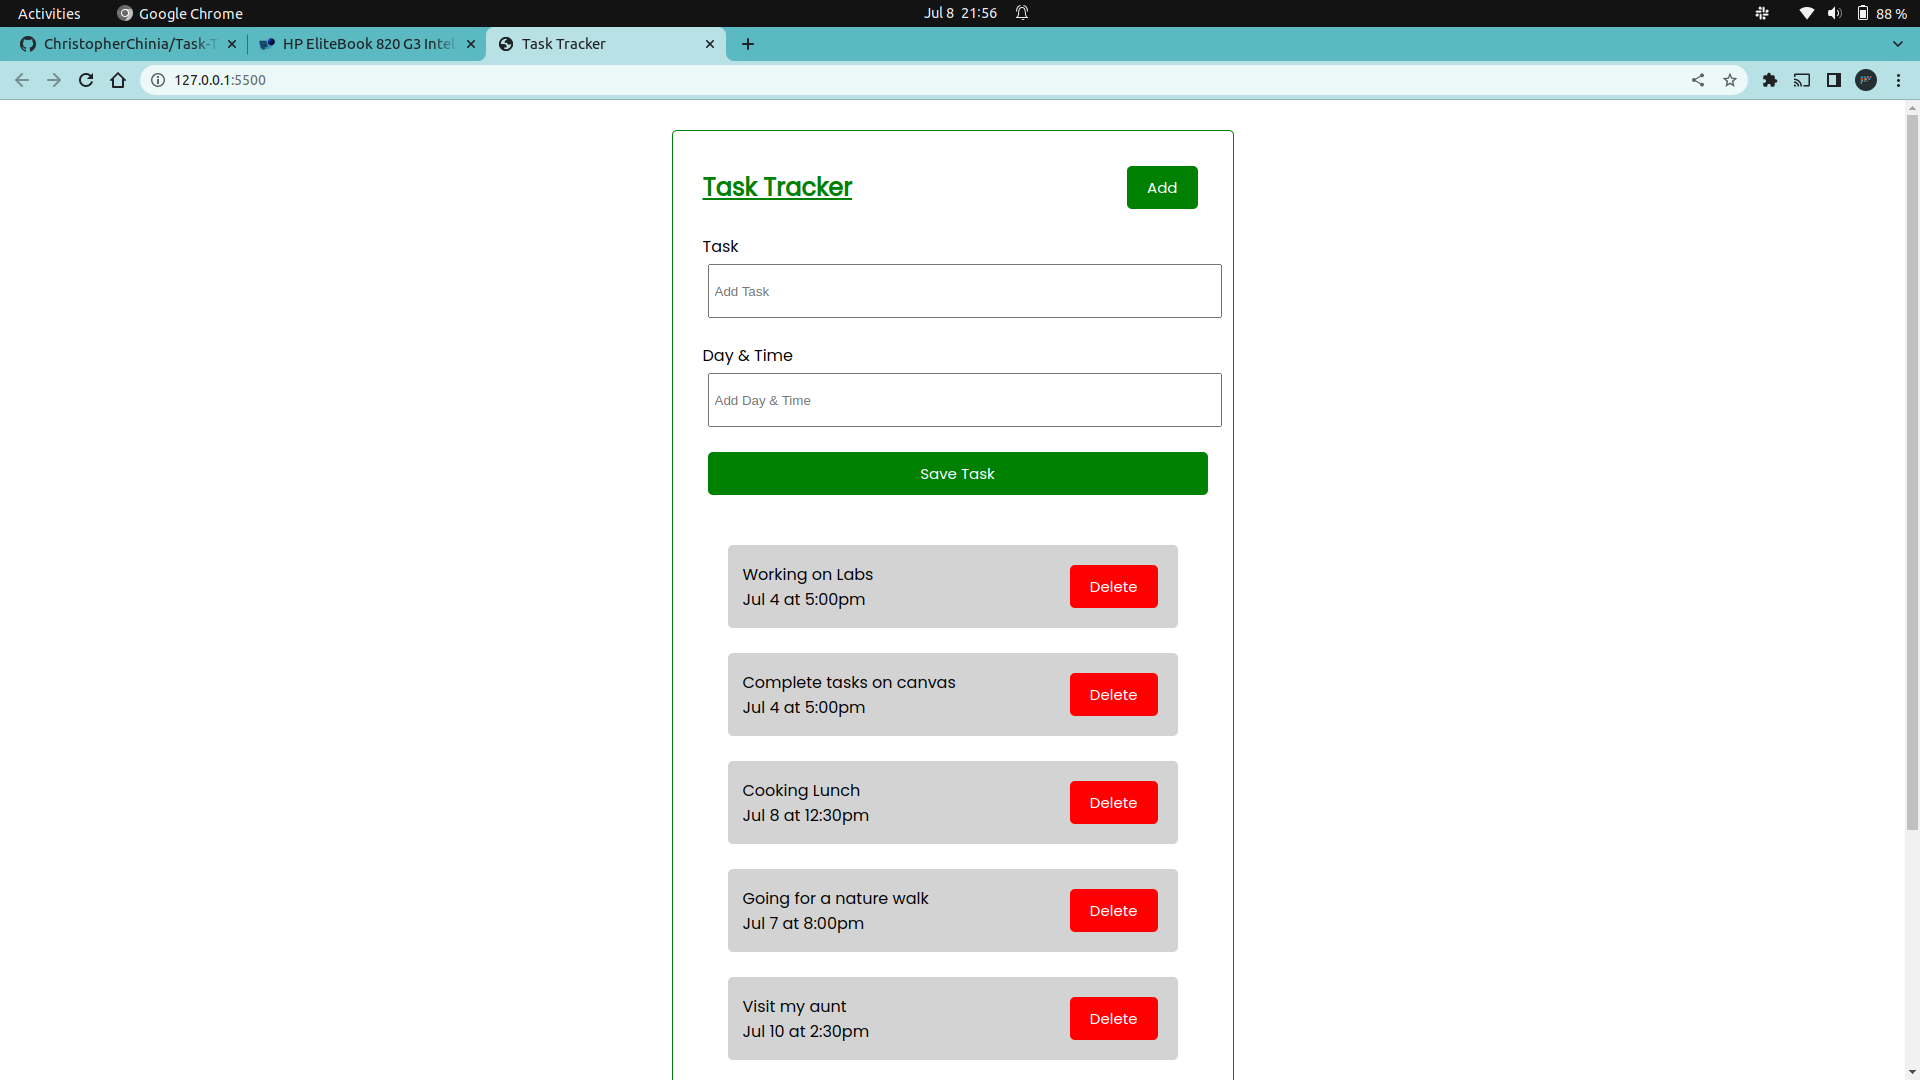 Activities
Google Chrome
Jul 8 21:56
88 %
ChristopherChinia/Task-T
HP EliteBook 820 G3 Intel
Task Tracker
127.0.0.1:5500
Task Tracker
Add
Task
Add Task
Day & Time
Add Day & Time
Save Task
Working on Labs
Jul 4 at 5:00pm
Delete
Complete tasks on canvas
Jul 4 at 5:00pm
Delete
Cooking Lunch
Jul 8 at 12:30pm
Delete
Going for a nature walk
Jul 7 at 8:00pm
Delete
Visit my aunt
Jul 10 at 2:30pm
Delete